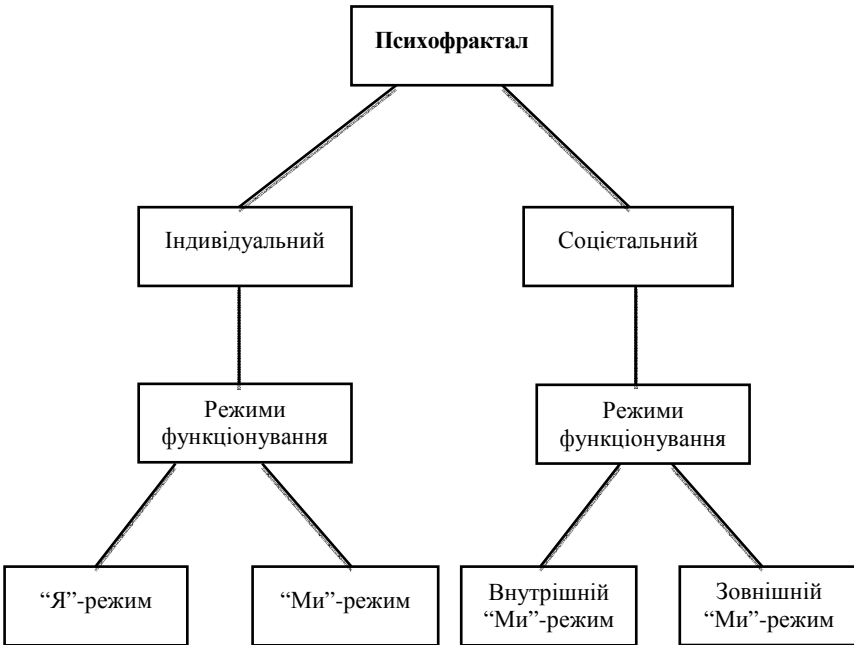 Психофрактал
Індивідуальний
Соцієтальний
Режими
функціонування
Режими
функціонування
“Я”-режим
“Ми”-режим
Внутрішній
“Ми”-режим
Зовнішній
“Ми”-режим